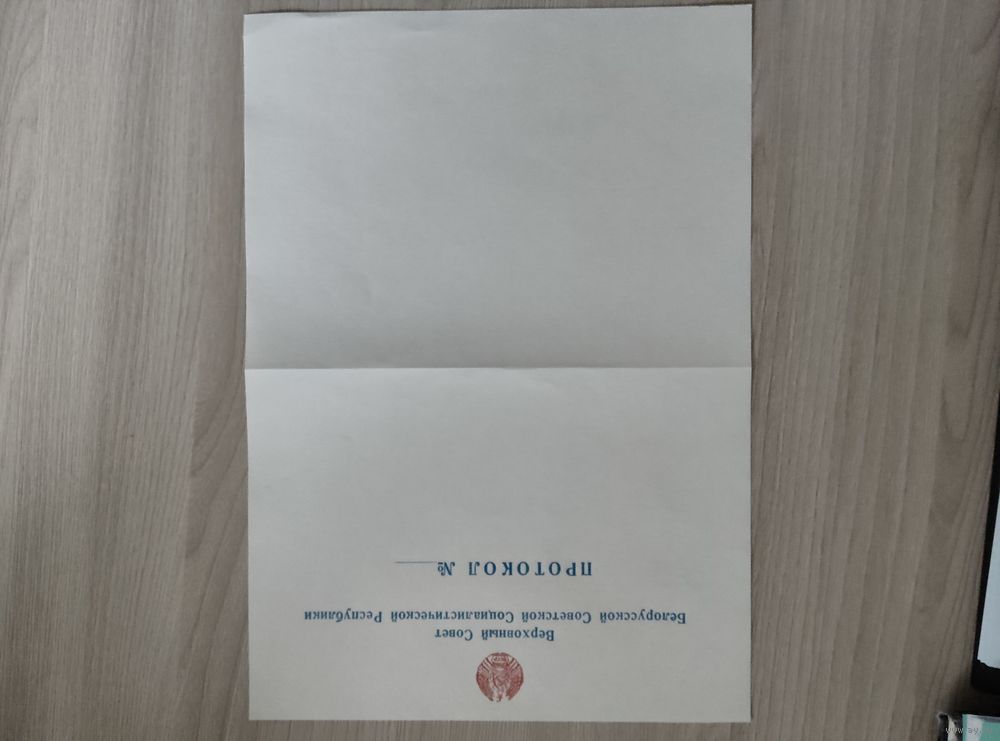 Верховный Совет
Белорусской Советской Социалистической Республики
ПРОТОКОЛ №